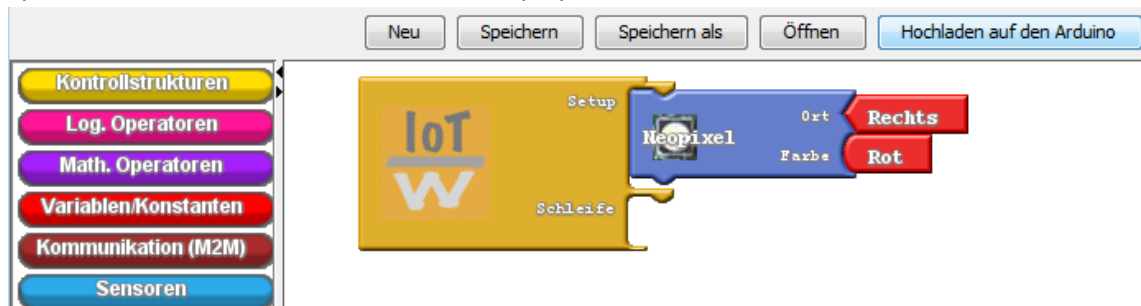 Neu Speichern Speichern als Öffnen Hochladen auf den Arduino
Kontrollstrukturen
Log. Operatoren
Math. Operatoren
Variablen/Konstanten
Kommunikation (M2M)
Sensoren
IoT
W
Setup
Schleife
Neopixel
Ort Rechts
Farbe Rot